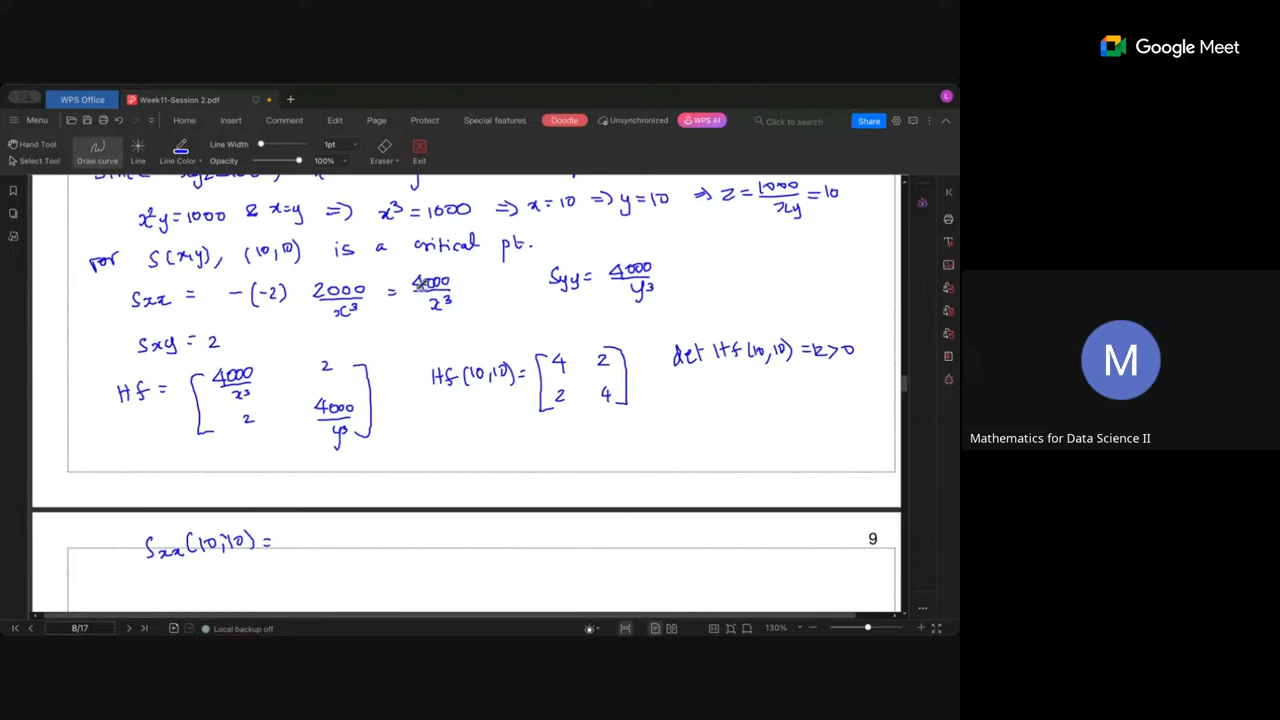 Google Meet
WPS Office
Week11-Session 2.pdf
L
Menu
Home
Insert
Comment
Edit
Page
Protect
Special features
Doodle
Unsynchronized
WPS AI
Click to search
Share
Hand Tool
Select Tool
Draw curve
Line
Line Color
Line Width
1pt
Opacity
100%
Eraser
Exit
x²y=1000 & x=y ⇒ x³=1000 ⇒ x=10 ⇒ y=10 ⇒ z = 1000/xy = 10
For S(x,y), (10,10) is a critical pt.
Sxx = -(-2) 2000/x³ = 4000/x³ Syy = 4000/y³
Sxy = 2
Hf = [4000/x³ 2
2 4000/y³]
Hf(10,10) = [4 2
2 4]
det Hf(10,10) = 12 > 0
9
Sxx(10,10) =
M
Mathematics for Data Science II
8/17
Local backup off
130%